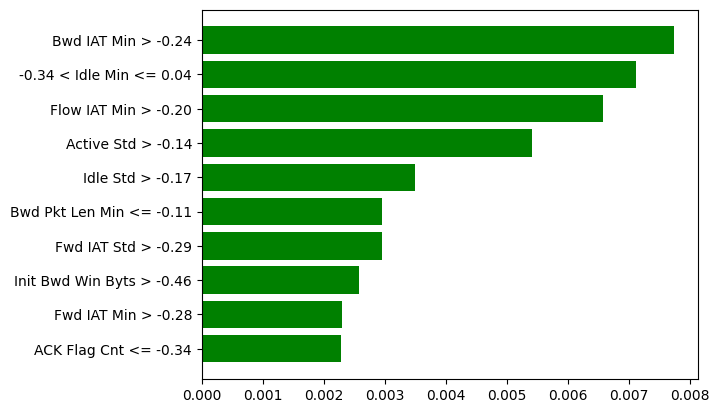 Bwd IAT Min > -0.24
-0.34 < Idle Min <= 0.04
Flow IAT Min > -0.20
Active Std > -0.14
Idle Std > -0.17
Bwd Pkt Len Min <= -0.11
Fwd IAT Std > -0.29
Init Bwd Win Byts > -0.46
Fwd IAT Min > -0.28
ACK Flag Cnt <= -0.34
0.000 0.001 0.002 0.003 0.004 0.005 0.006 0.007 0.008